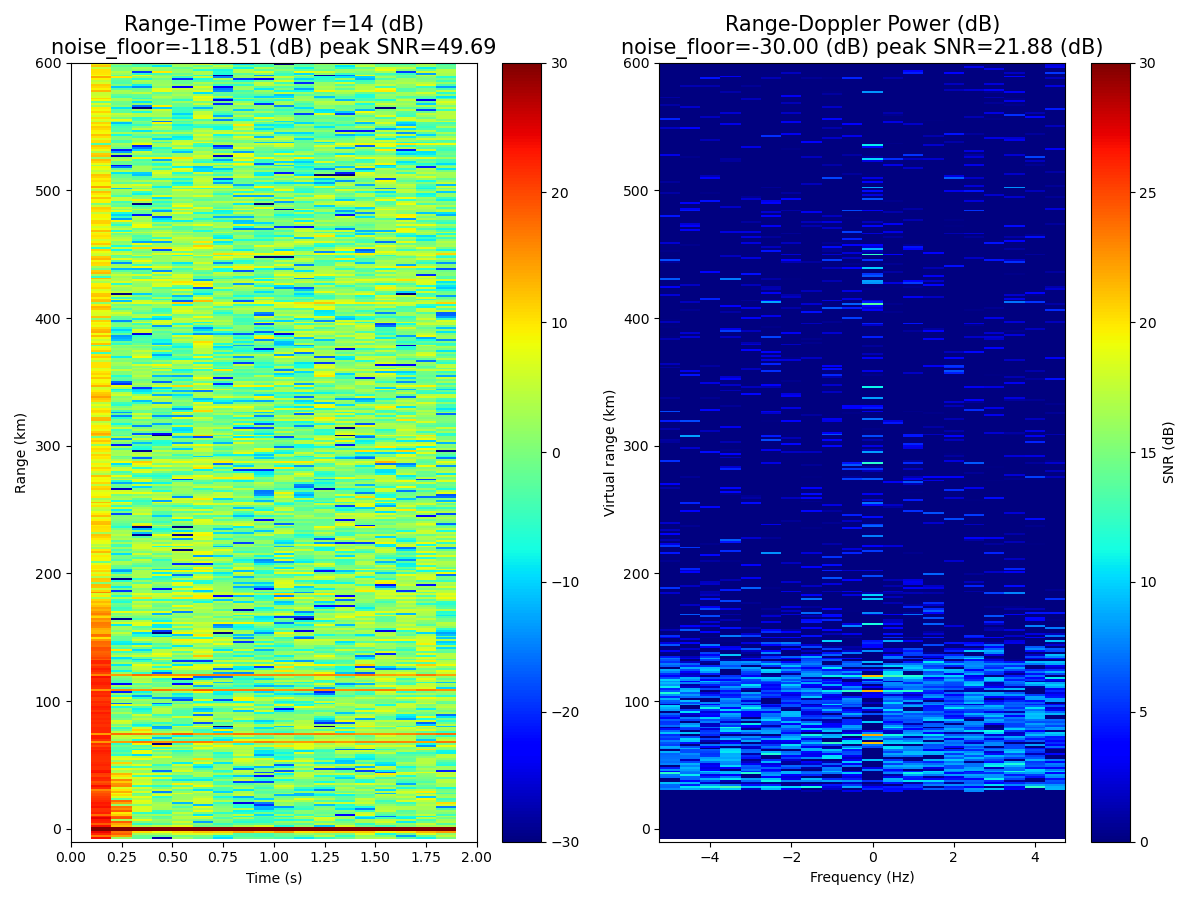 Range-Time Power f=14 (dB)
noise_floor=-118.51 (dB) peak SNR=49.69
Range (km)
600
500
400
300
200
100
0
0.00 0.25 0.50 0.75 1.00 1.25 1.50 1.75 2.00
Time (s)
30
20
10
0
−10
−20
−30
Range-Doppler Power (dB)
noise_floor=-30.00 (dB) peak SNR=21.88 (dB)
Virtual range (km)
600
500
400
300
200
100
0
−4 −2 0 2 4
Frequency (Hz)
30
25
20
15
10
5
0
SNR (dB)